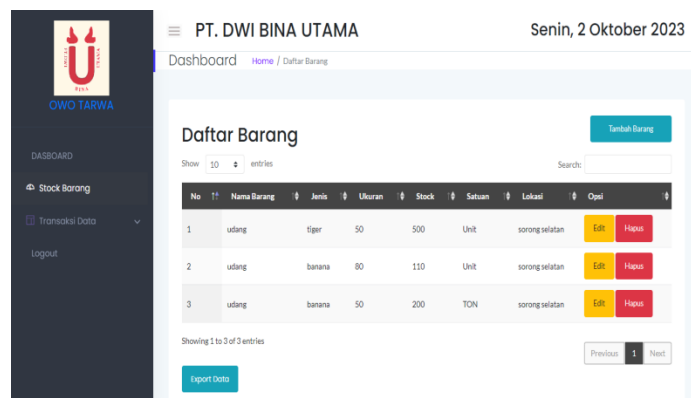 PT. DWI BINA UTAMA
Senin, 2 Oktober 2023
Dashboard Home / Daftar Barang
OWO TARWA
DASBOARD
Stock Barang
Transaksi Data
Logout
Daftar Barang
Tambah Barang
Show 10 entries
Search:
No Nama Barang Jenis Ukuran Stock Satuan Lokasi Opsi
1 udang tiger 50 500 Unit sorong selatan Edit Hapus
2 udang banana 80 110 Unit sorong selatan Edit Hapus
3 udang banana 50 200 TON sorong selatan Edit Hapus
Showing 1 to 3 of 3 entries
Previous 1 Next
Export Data